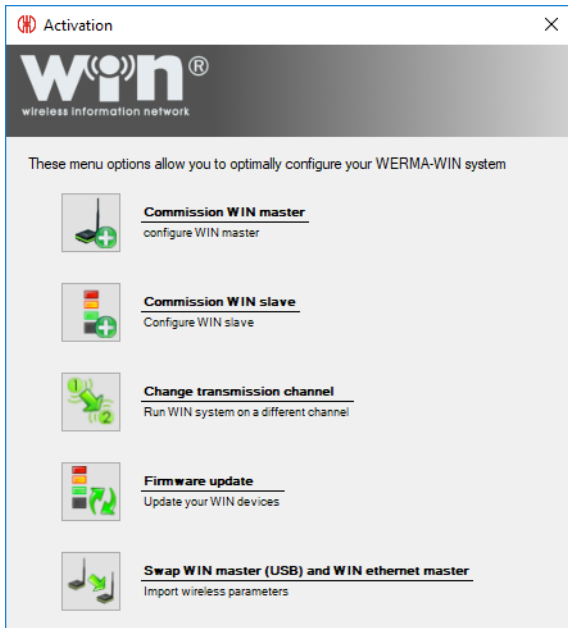 Activation
win®
wireless information network
These menu options allow you to optimally configure your WERMA-WIN system
Commission WIN master
configure WIN master
Commission WIN slave
Configure WIN slave
1
2
Change transmission channel
Run WIN system on a different channel
Firmware update
Update your WIN devices
Swap WIN master (USB) and WIN ethernet master
Import wireless parameters